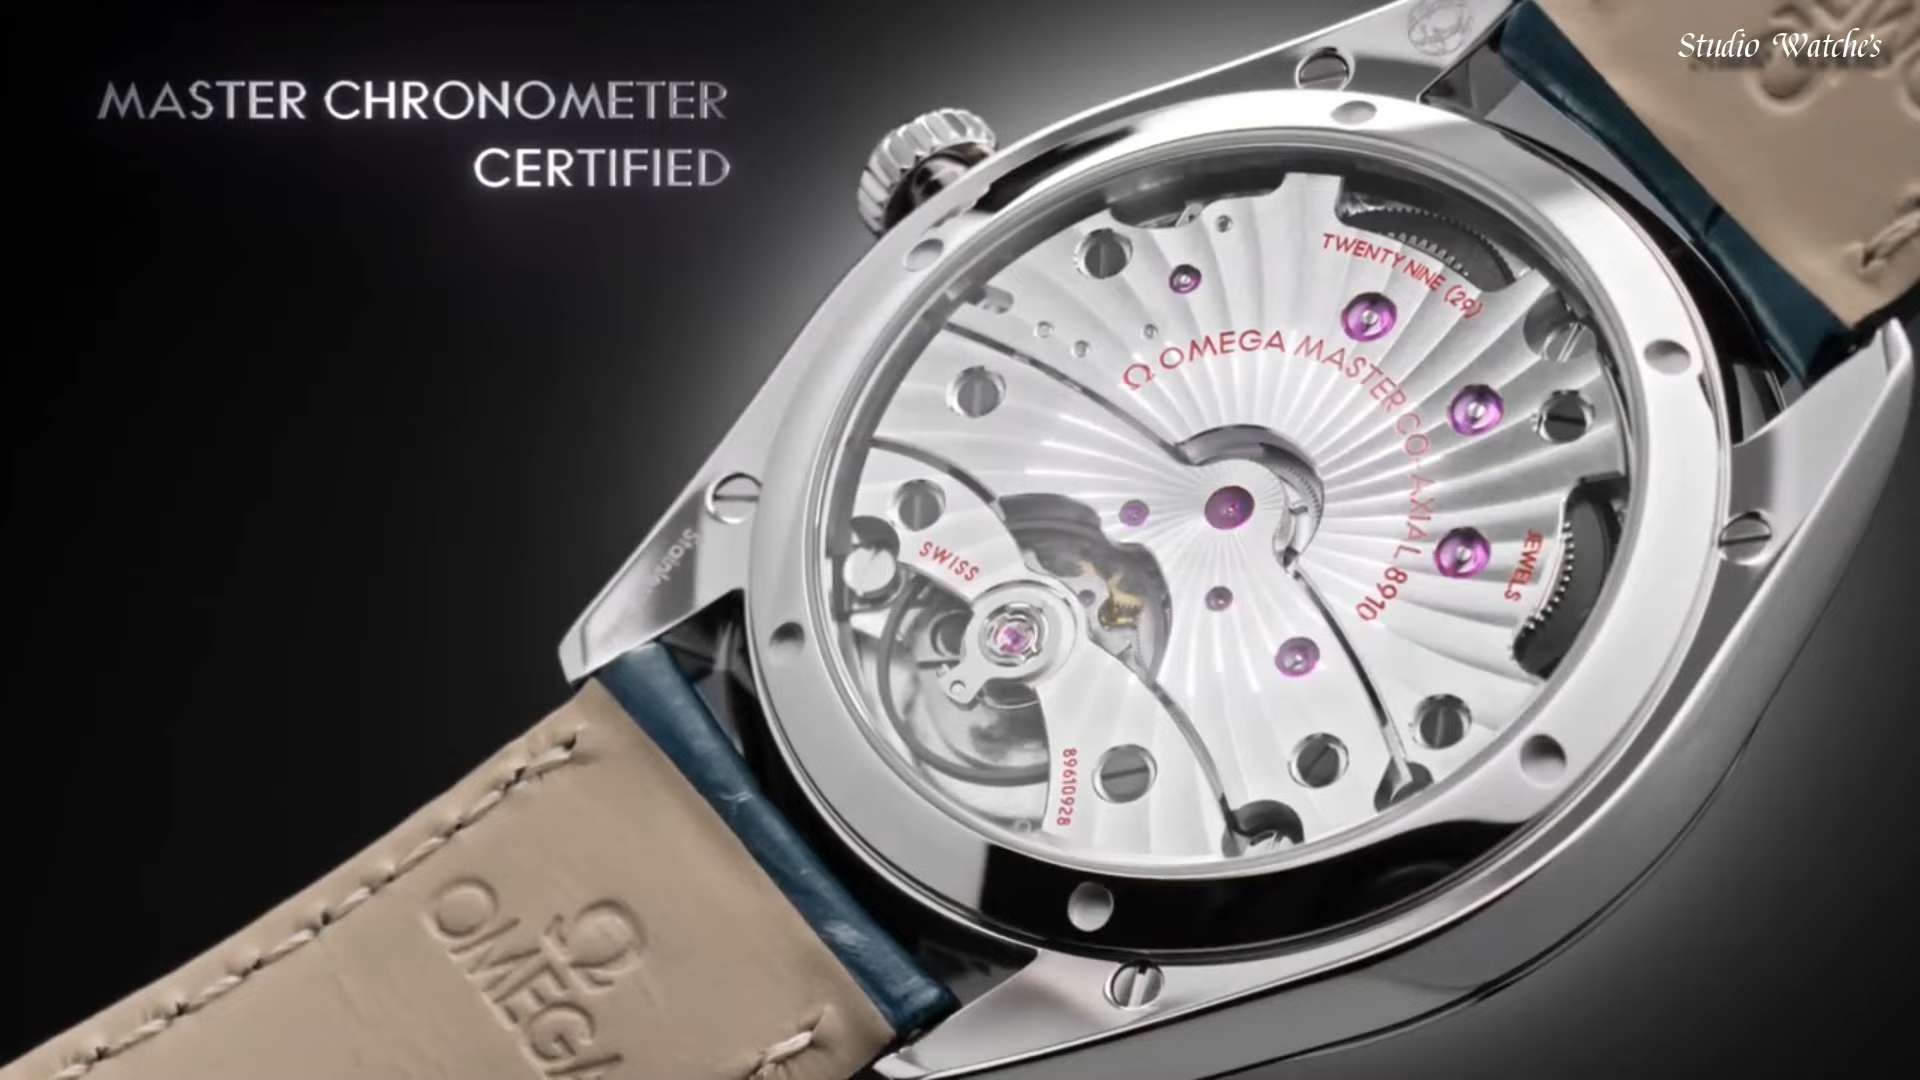 MASTER CHRONOMETER
CERTIFIED
Studio Watche's
TWENTY NINE (29)
Ω OMEGA MASTER CO-AXIAL 8910
JEWELS
SWISS
89610928
OMEGA